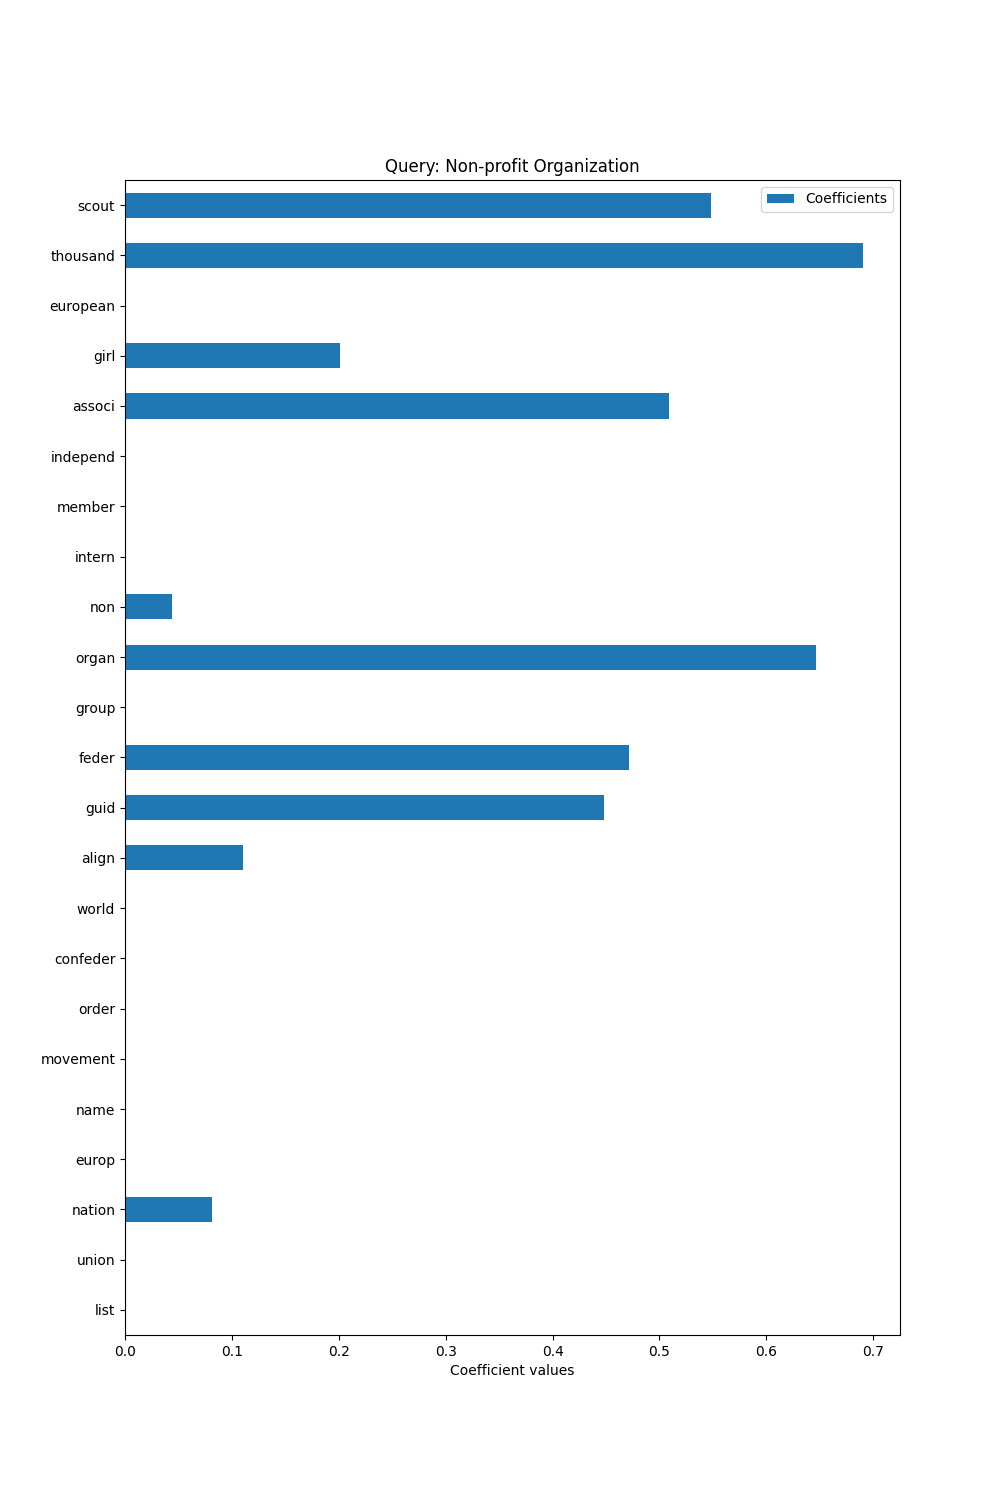 Query: Non-profit Organization
Coefficients
scout
thousand
european
girl
associ
independ
member
intern
non
organ
group
feder
guid
align
world
confeder
order
movement
name
europ
nation
union
list
0.0 0.1 0.2 0.3 0.4 0.5 0.6 0.7
Coefficient values